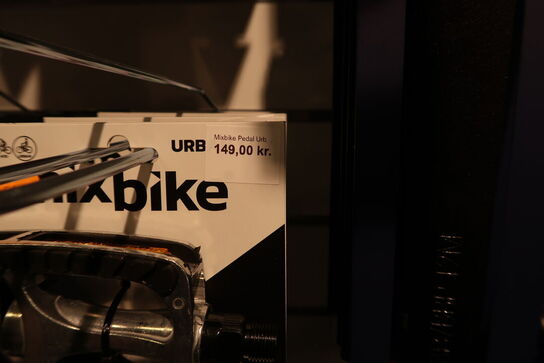 URB
Mixbike Pedal Urb.
149,00 kr.
mixbike